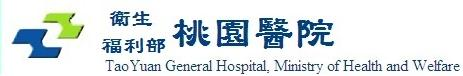 衛生
福利部
桃園醫院
TaoYuan General Hospital, Ministry of Health and Welfare